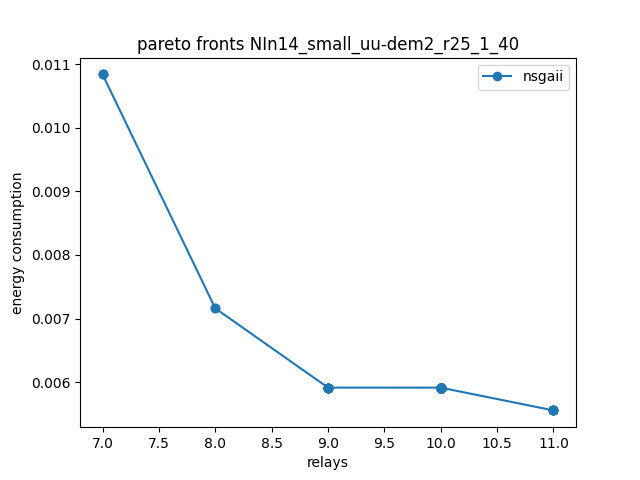 pareto fronts NIn14_small_uu-dem2_r25_1_40
nsgaii
energy consumption
0.011
0.010
0.009
0.008
0.007
0.006
7.0 7.5 8.0 8.5 9.0 9.5 10.0 10.5 11.0
relays